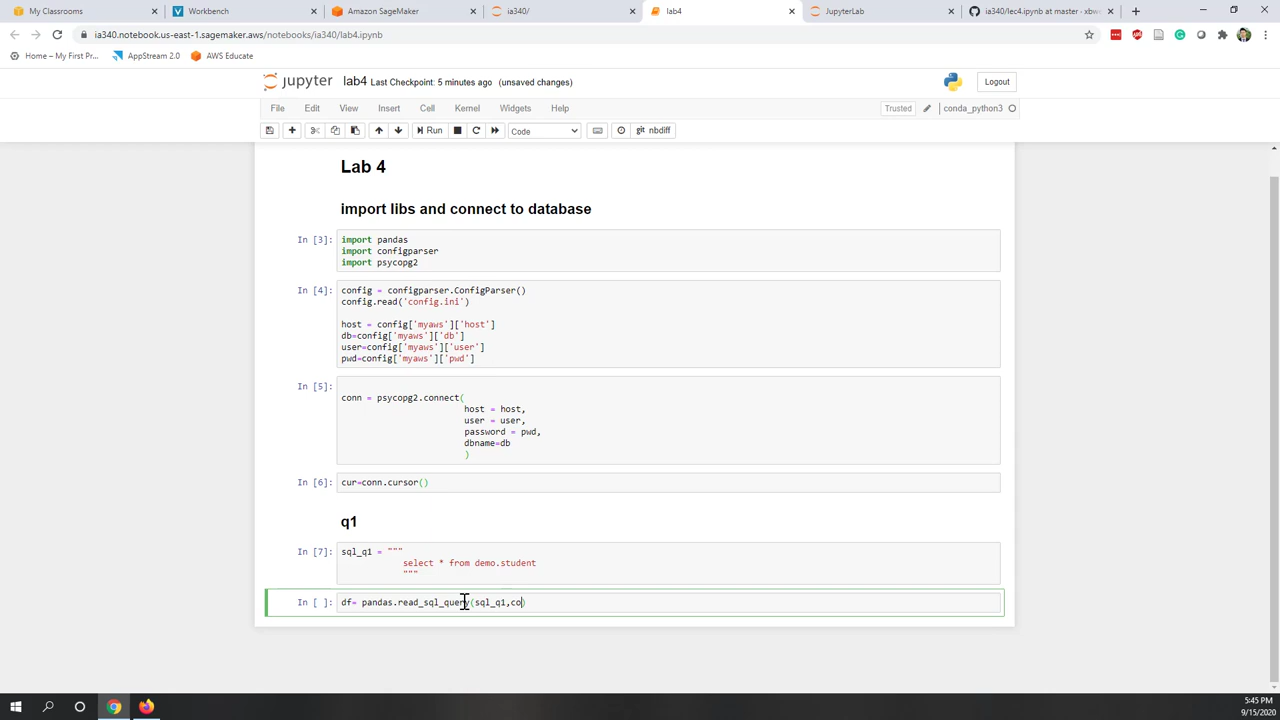 My Classrooms
Workbench
Amazon SageMaker
ia340/
lab4
JupyterLab
ia340/lec4.ipynb at master · xbw
ia340.notebook.us-east-1.sagemaker.aws/notebooks/ia340/lab4.ipynb
Home – My First Pr...
AppStream 2.0
AWS Educate
jupyter lab4 Last Checkpoint: 5 minutes ago (unsaved changes)
Logout
File Edit View Insert Cell Kernel Widgets Help
Trusted
conda_python3
Run
Code
git nbdiff
Lab 4
import libs and connect to database
In [3]: import pandas
import configparser
import psycopg2
In [4]: config = configparser.ConfigParser()
config.read('config.ini')
host = config['myaws']['host']
db=config['myaws']['db']
user=config['myaws']['user']
pwd=config['myaws']['pwd']
In [5]:
conn = psycopg2.connect(
host = host,
user = user,
password = pwd,
dbname=db
)
In [6]: cur=conn.cursor()
q1
In [7]: sql_q1 = """
select * from demo.student
"""
In [ ]: df= pandas.read_sql_query(sql_q1,co)
5:45 PM
9/15/2020